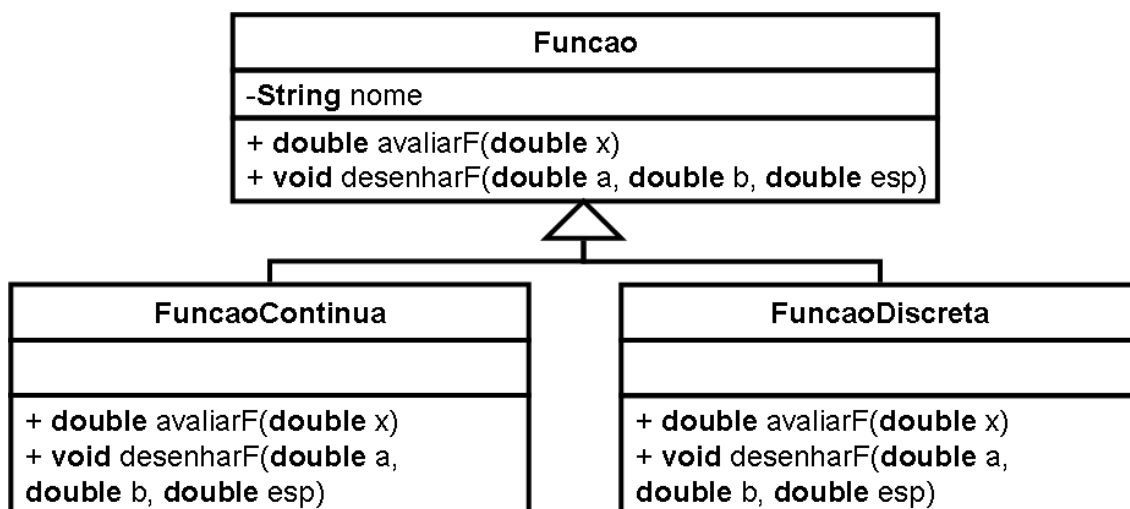 Funcao
-String nome
+ double avaliarF(double x)
+ void desenharF(double a, double b, double esp)
FuncaoContinua
+ double avaliarF(double x)
+ void desenharF(double a,
double b, double esp)
FuncaoDiscreta
+ double avaliarF(double x)
+ void desenharF(double a,
double b, double esp)